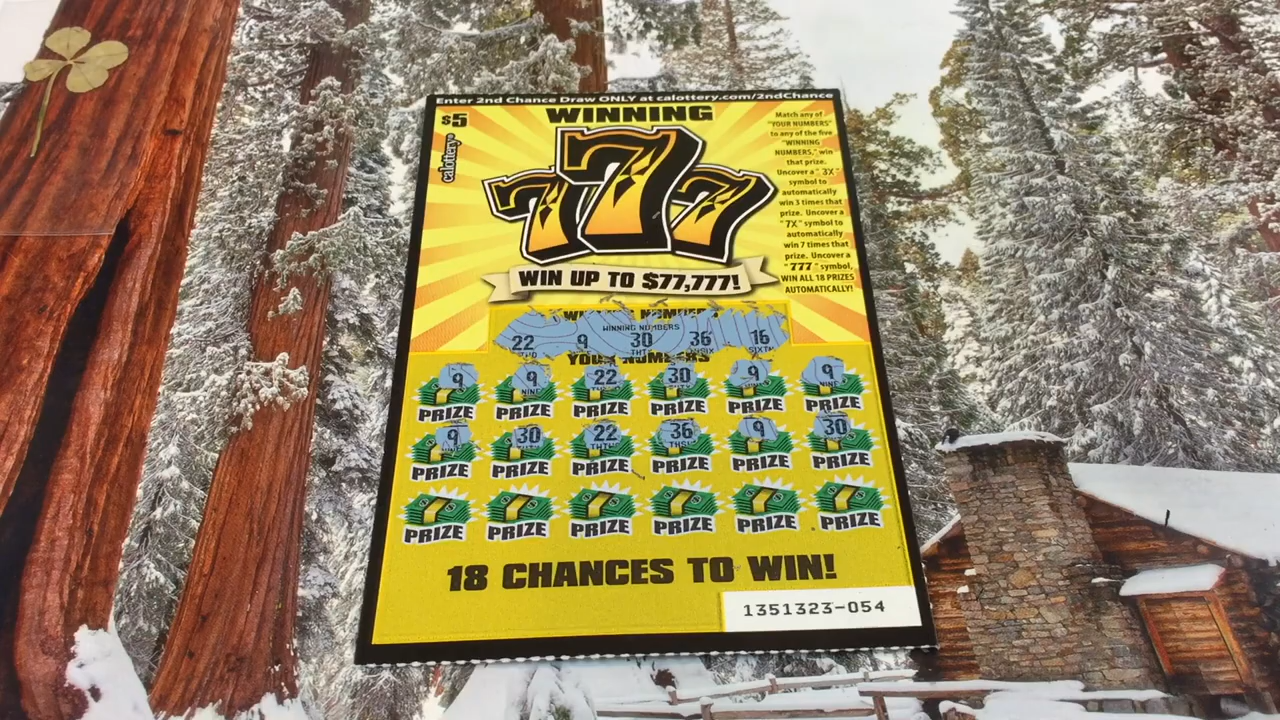 Enter 2nd Chance Draw ONLY at calottery.com/2ndChance
$5
calottery
WINNING
777
WIN UP TO $77,777!
Match any of
"YOUR NUMBERS"
to any of the five
"WINNING
NUMBERS," win
that prize.
Uncover a "3X"
symbol to
automatically
win 3 times that
prize. Uncover a
"7X" symbol to
automatically
win 7 times that
prize. Uncover a
"777" symbol,
WIN ALL 18 PRIZES
AUTOMATICALLY!
WINNING NUMBERS
22 9 30 36 16
YOUR NUMBERS
9 9 22 30 9 9
NINE NINE
PRIZE PRIZE PRIZE PRIZE PRIZE PRIZE
9 30 22 36 9 30
PRIZE PRIZE PRIZE PRIZE PRIZE PRIZE
PRIZE PRIZE PRIZE PRIZE PRIZE PRIZE
18 CHANCES TO WIN!
1351323-054